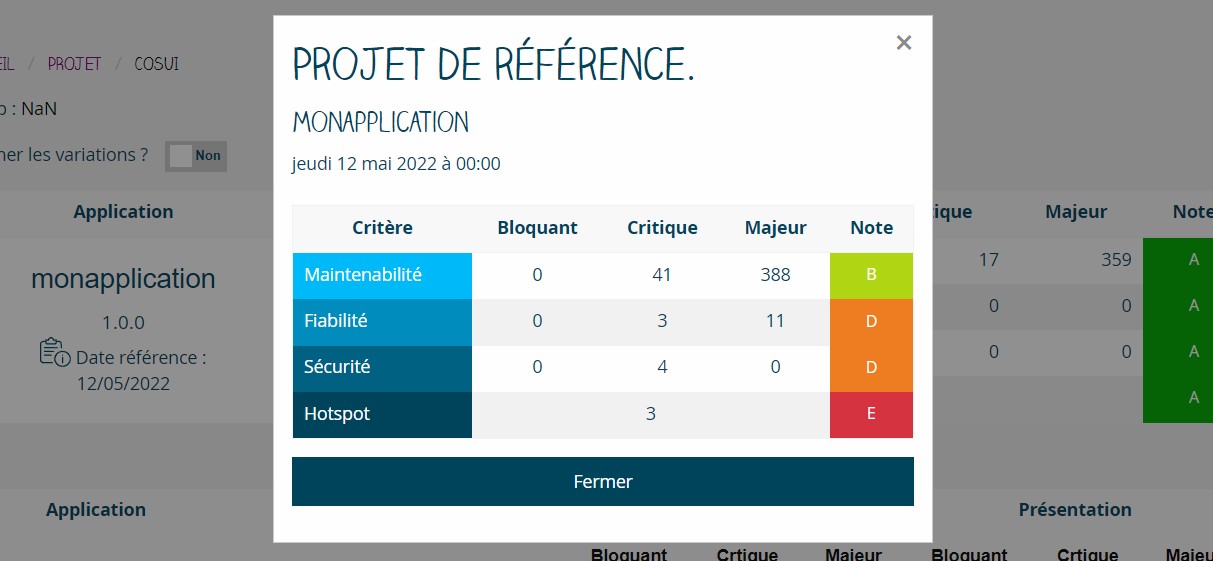 PROJET DE RÉFÉRENCE.
×
MONAPPLICATION
jeudi 12 mai 2022 à 00:00
Critère Bloquant Critique Majeur Note
Maintenabilité 0 41 388 B
Fiabilité 0 3 11 D
Sécurité 0 4 0 D
Hotspot 3 E
Fermer
EIL / PROJET / COSUI
: NaN
er les variations ? Non
Application
monapplication
1.0.0
Date référence :
12/05/2022
ique Majeur Note
17 359 A
0 0 A
0 0 A
A
Application Présentation
Bloquant Crtique Majeur Bloquant Crtique Majeu